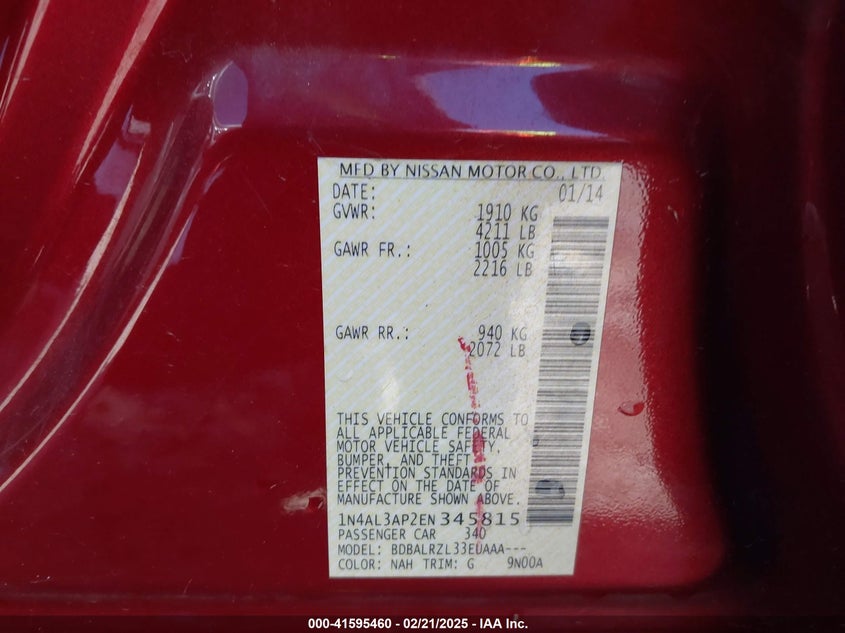 MFD BY NISSAN MOTOR CO., LTD.
DATE: 01/14
GVWR: 1910 KG
4211 LB
GAWR FR.: 1005 KG
2216 LB
GAWR RR.: 940 KG
2072 LB
THIS VEHICLE CONFORMS TO
ALL APPLICABLE FEDERAL
MOTOR VEHICLE SAFETY,
BUMPER, AND THEFT
PREVENTION STANDARDS IN
EFFECT ON THE DATE OF
MANUFACTURE SHOWN ABOVE.
1N4AL3AP2EN345815
PASSENGER CAR 340
MODEL: BDBALRZL33EUAAA---
COLOR: NAH TRIM: G 9N00A
000-41595460 - 02/21/2025 - IAA Inc.